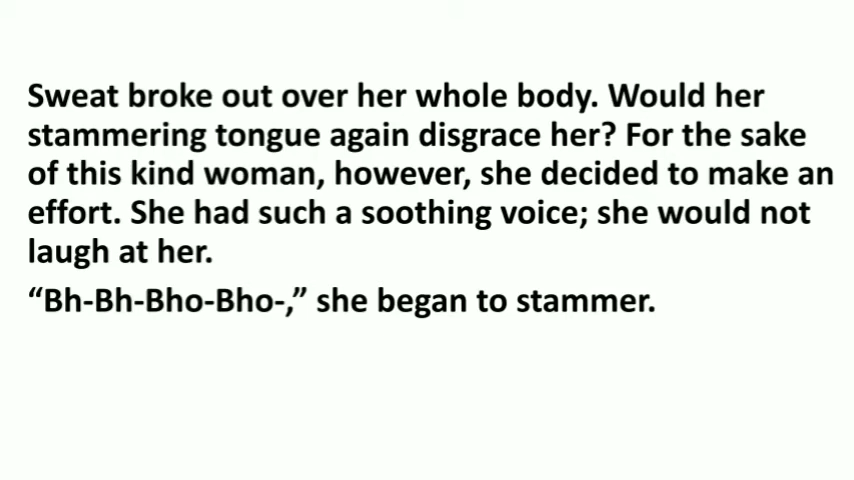 Sweat broke out over her whole body. Would her
stammering tongue again disgrace her? For the sake
of this kind woman, however, she decided to make an
effort. She had such a soothing voice; she would not
laugh at her.
“Bh-Bh-Bho-Bho-,” she began to stammer.